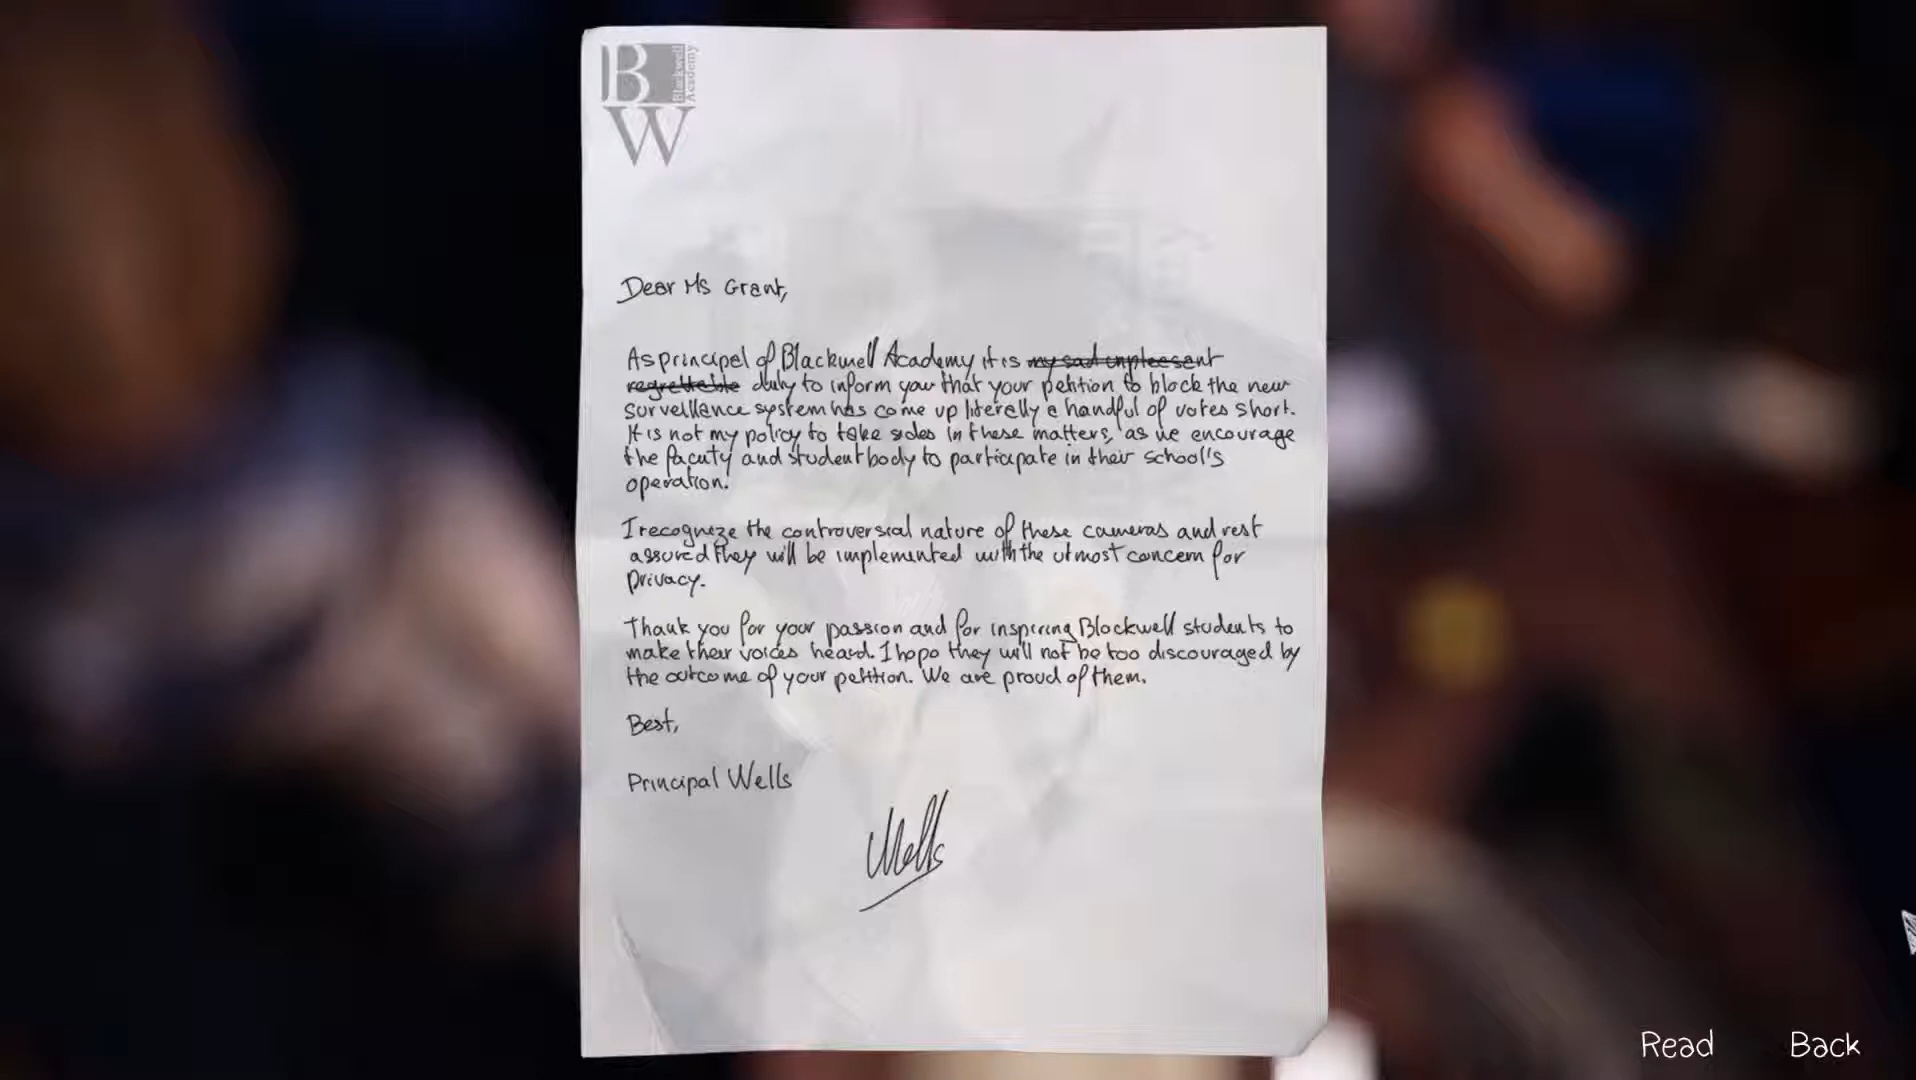 B
Blackwell
Academy
W
Dear Ms Grant,
As principel of Blackwell Academy it is my sad unpleesent
regrettable duty to inform you that your petition to block the new
surveillance system has come up literelly a handful of votes short.
It is not my policy to take sides in these matters, as we encourage
the facuty and student body to participate in their school's
operation.
I recogneze the controversial nature of these cameras and rest
assured they will be implemented with the utmost concern for
privacy.
Thank you for your passion and for inspiring Blackwell students to
make their voices heard. I hope they will not be too discouraged by
the outcome of your petition. We are proud of them.
Best,
Principal Wells
Wells
Read Back